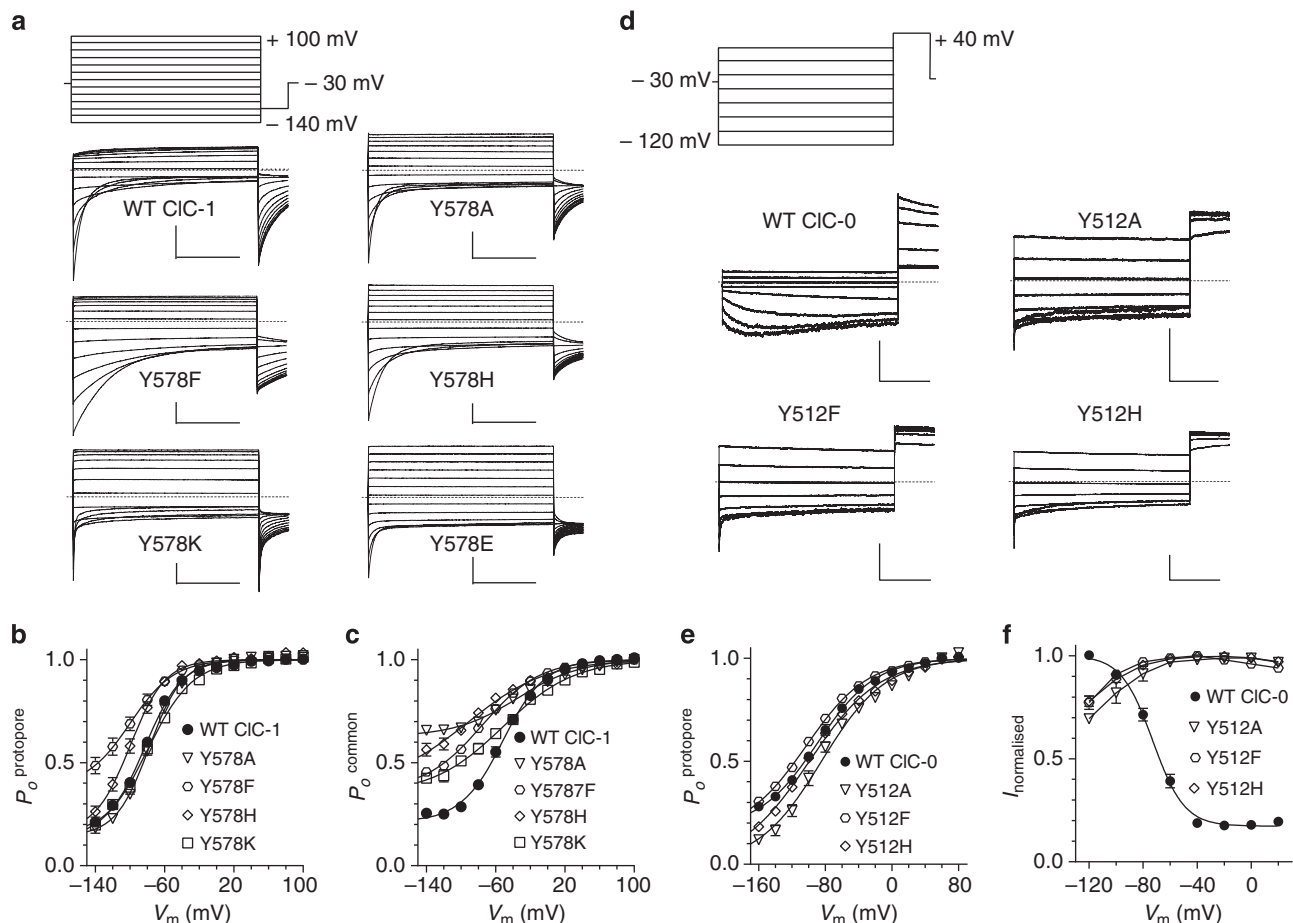 a
+ 100 mV
– 30 mV
– 140 mV
WT ClC-1
Y578A
Y578F
Y578H
Y578K
Y578E
d
+ 40 mV
– 30 mV
– 120 mV
WT ClC-0
Y512A
Y512F
Y512H
b
Po protopore
1.0
0.5
0.0
–140 –60 20 100
Vm (mV)
WT ClC-1
Y578A
Y578F
Y578H
Y578K
c
Po common
1.0
0.5
0.0
–140 –60 20 100
Vm (mV)
WT ClC-1
Y578A
Y5787F
Y578H
Y578K
e
Po protopore
1.0
0.5
0.0
–160 –80 0 80
Vm (mV)
WT ClC-0
Y512A
Y512F
Y512H
f
Inormalised
1.0
0.5
0.0
–120 –80 –40 0
Vm (mV)
WT ClC-0
Y512A
Y512F
Y512H